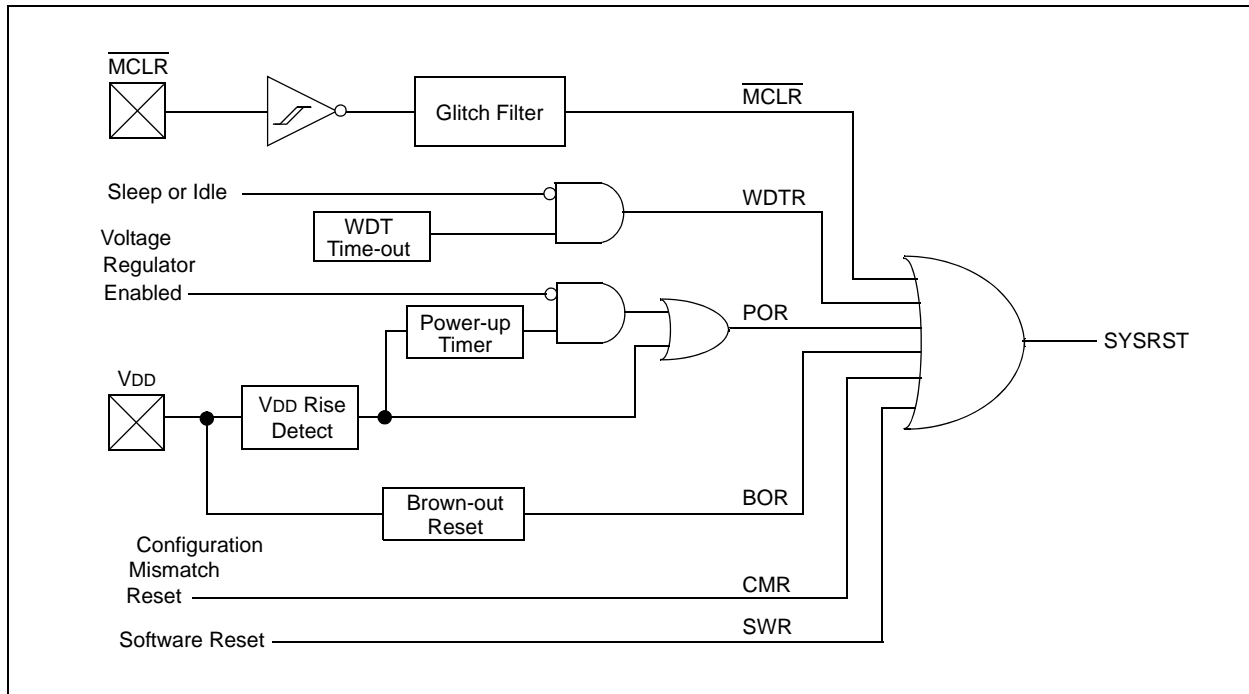 MCLR
Glitch Filter
MCLR
Sleep or Idle
WDTR
WDT
Time-out
Voltage
Regulator
Enabled
Power-up
Timer
POR
SYSRST
VDD
VDD Rise
Detect
Brown-out
Reset
BOR
Configuration
Mismatch
Reset
CMR
Software Reset
SWR